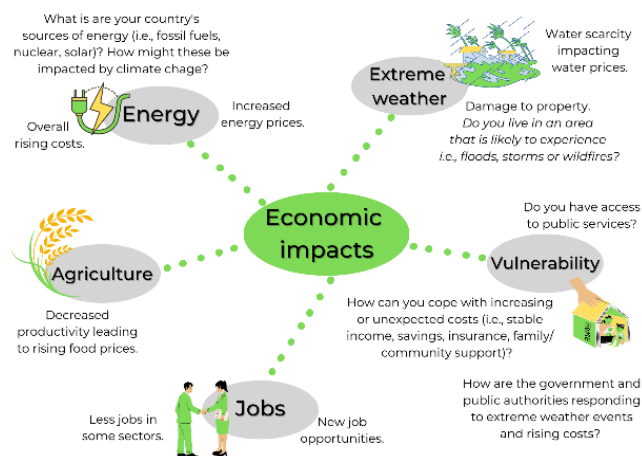 What is are your country's
sources of energy (i.e., fossil fuels,
nuclear, solar)? How might these be
impacted by climate chage?
Energy
Overall
rising costs.
Increased
energy prices.
Extreme
weather
Water scarcity
impacting
water prices.
Damage to property.
Do you live in an area
that is likely to experience
i.e., floods, storms or wildfires?
Economic
impacts
Agriculture
Decreased
productivity leading
to rising food prices.
Do you have access
to public services?
Vulnerability
How can you cope with increasing
or unexpected costs (i.e., stable
income, savings, insurance, family/
community support)?
How are the government and
public authorities responding
to extreme weather events
and rising costs?
Jobs
Less jobs in
some sectors.
New job
opportunities.